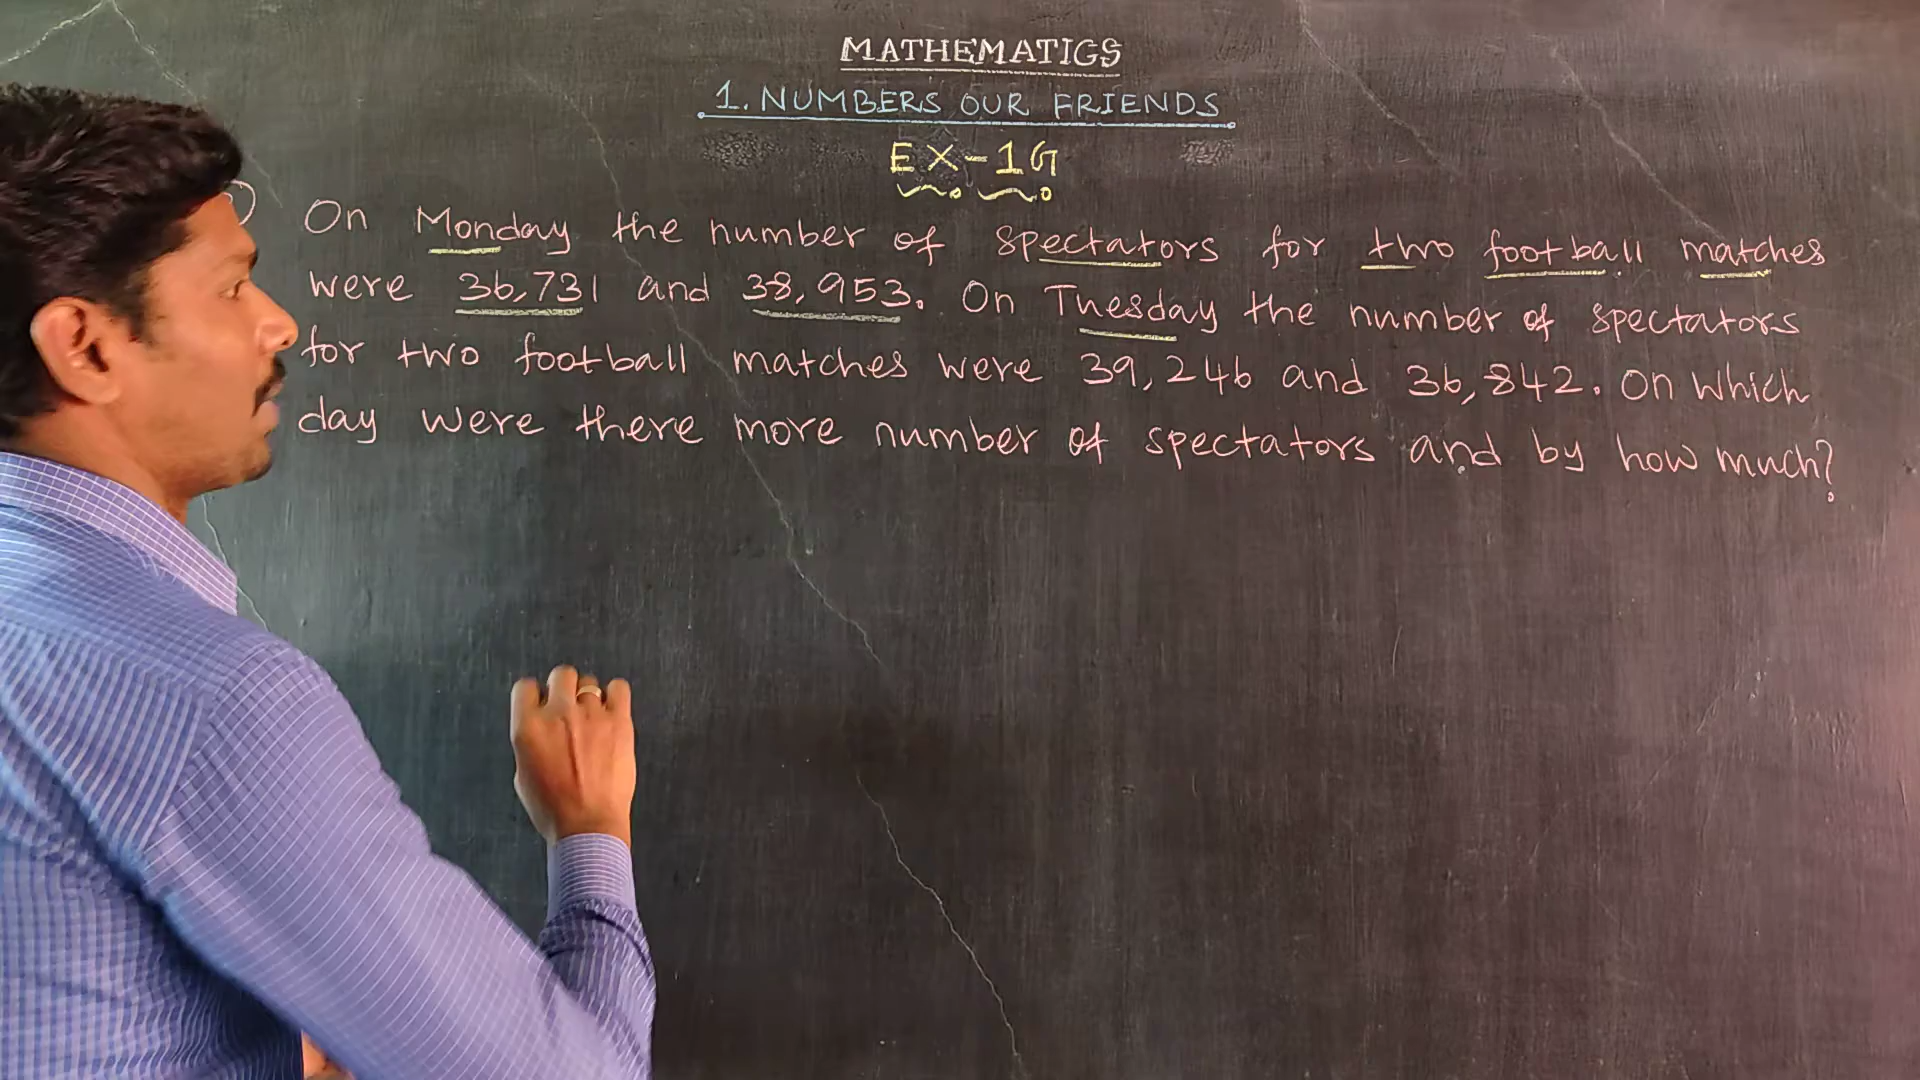 MATHEMATICS
1. NUMBERS OUR FRIENDS
EX-1G
On Monday the number of spectators for two football matches
were 36,731 and 38,953. On Tuesday the number of spectators
for two football matches were 39,246 and 36,842. On which
day were there more number of spectators and by how much?